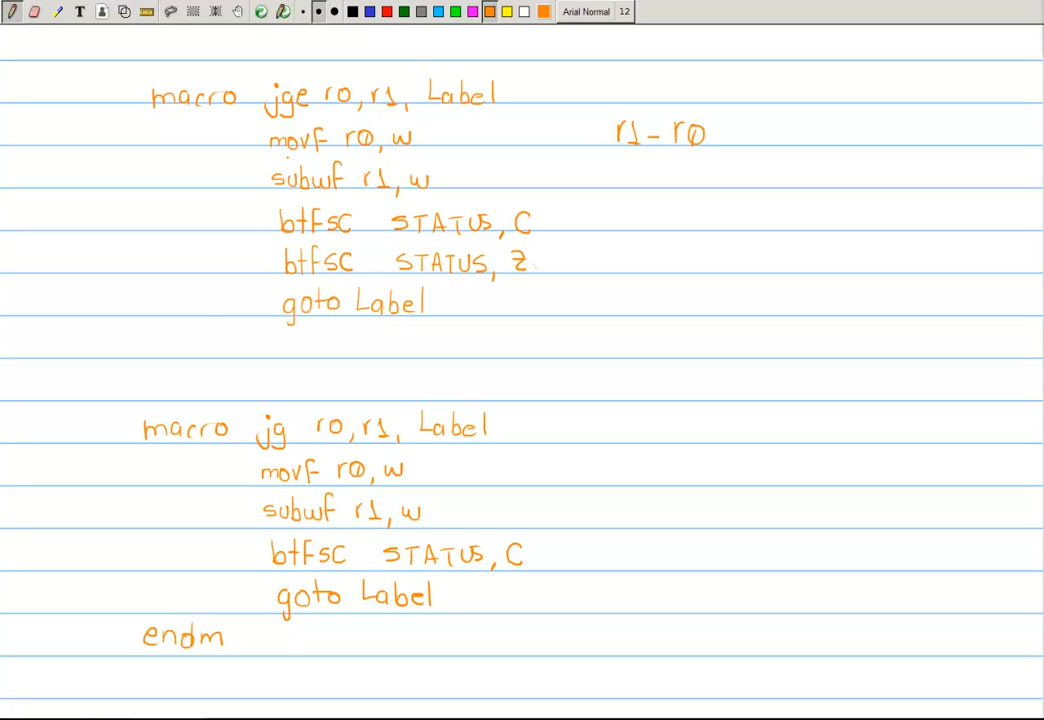 Arial Normal 12
macro jge r0, r1, Label
movf r0, w
r1 - r0
subwf r1, w
btfsc STATUS, C
btfsc STATUS, Z
goto Label
macro jg r0, r1, Label
movf r0, w
subwf r1, w
btfsc STATUS, C
goto Label
endm